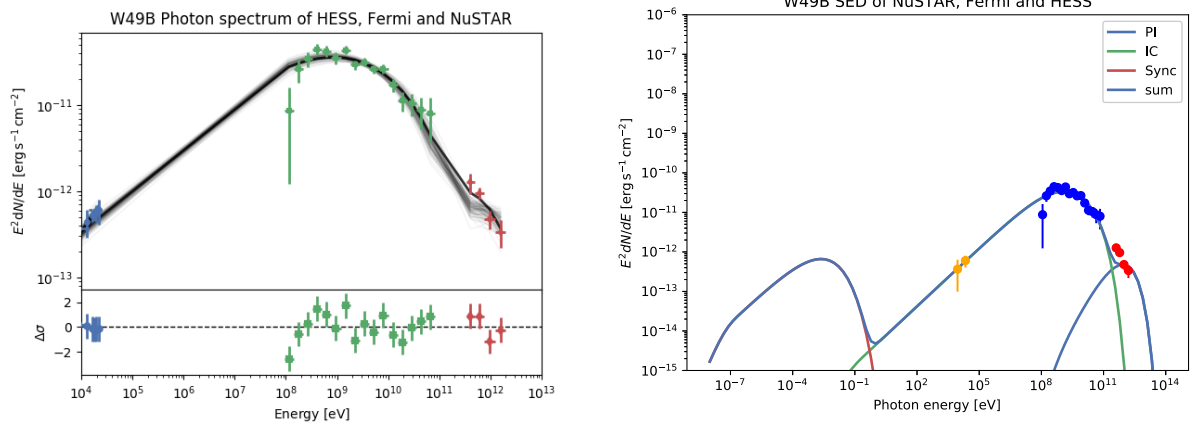 W49B Photon spectrum of HESS, Fermi and NuSTAR
E²dN/dE [erg s⁻¹ cm⁻²]
10⁻¹¹
10⁻¹²
10⁻¹³
Δσ
2
0
−2
10⁴ 10⁵ 10⁶ 10⁷ 10⁸ 10⁹ 10¹⁰ 10¹¹ 10¹² 10¹³
Energy [eV]
W49B SED of NuSTAR, Fermi and HESS
E²dN/dE [erg s⁻¹ cm⁻²]
10⁻⁶
10⁻⁷
10⁻⁸
10⁻⁹
10⁻¹⁰
10⁻¹¹
10⁻¹²
10⁻¹³
10⁻¹⁴
10⁻¹⁵
PI
IC
Sync
sum
10⁻⁷ 10⁻⁴ 10⁻¹ 10² 10⁵ 10⁸ 10¹¹ 10¹⁴
Photon energy [eV]